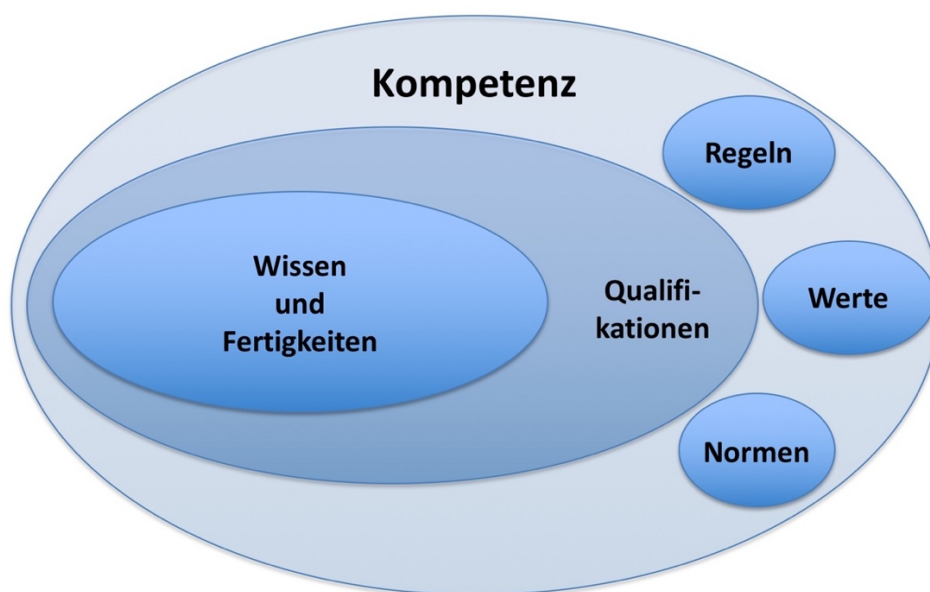 Kompetenz
Regeln
Wissen
und
Fertigkeiten
Qualifi-
kationen
Werte
Normen